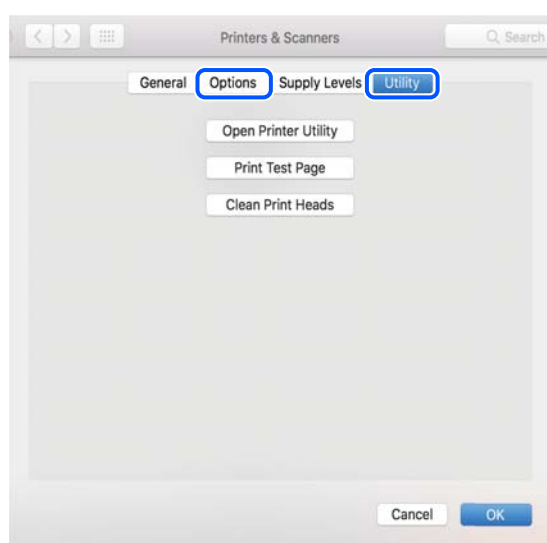 Printers & Scanners Search
General Options Supply Levels Utility
Open Printer Utility
Print Test Page
Clean Print Heads
Cancel OK